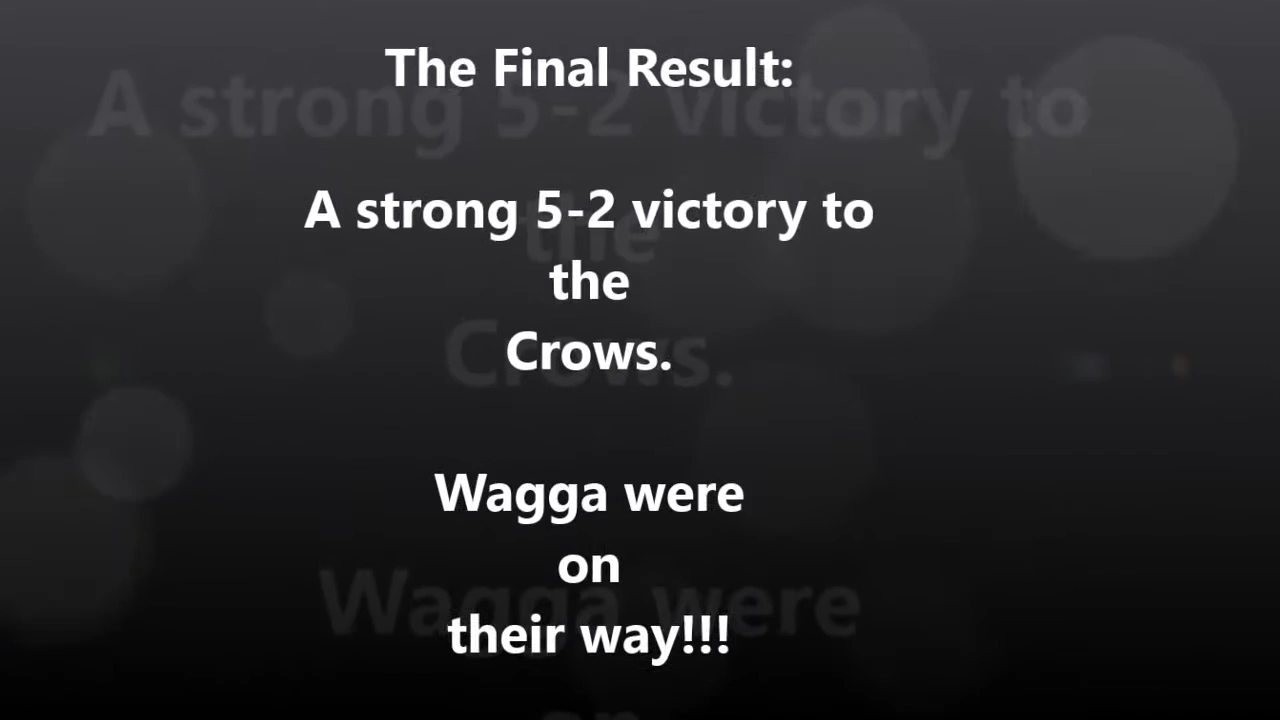 The Final Result:
A strong 5-2 victory to
the
Crows.
Wagga were
on
their way!!!